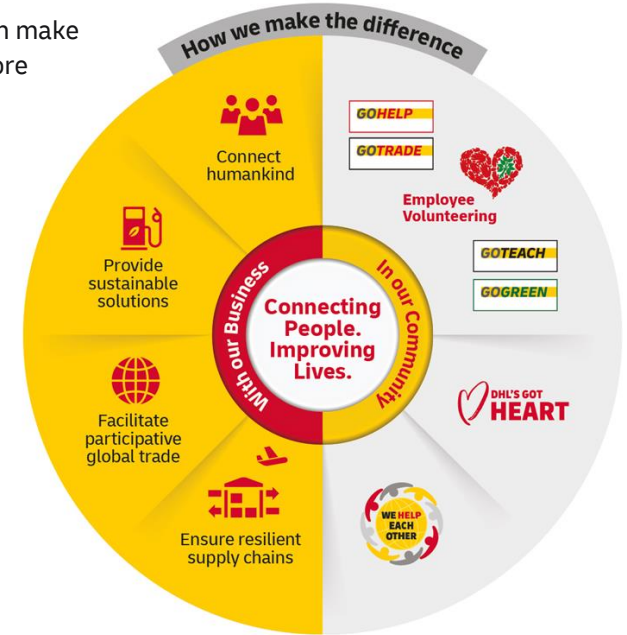 make
How we make the difference
Connect
humankind
Provide
sustainable
solutions
Facilitate
participative
global trade
Ensure resilient
supply chains
With our Business
Connecting
People.
Improving
Lives.
In our Community
GOHELP
GOTRADE
Employee
Volunteering
GOTEACH
GOGREEN
DHL'S GOT
HEART
WE HELP
EACH
OTHER